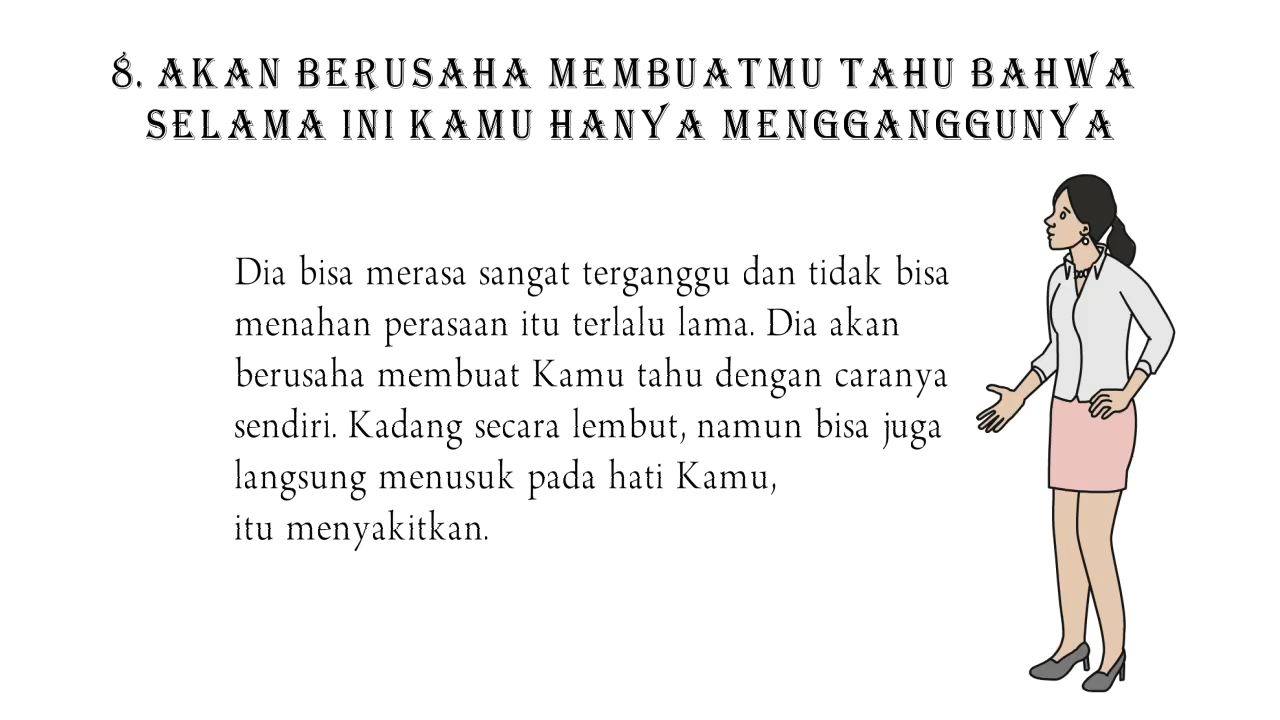 8. AKAN BERUSAHA MEMBUATMU TAHU BAHWA
SELAMA INI KAMU HANYA MENGGANGGUNYA
Dia bisa merasa sangat terganggu dan tidak bisa
menahan perasaan itu terlalu lama. Dia akan
berusaha membuat Kamu tahu dengan caranya
sendiri. Kadang secara lembut, namun bisa juga
langsung menusuk pada hati Kamu,
itu menyakitkan.